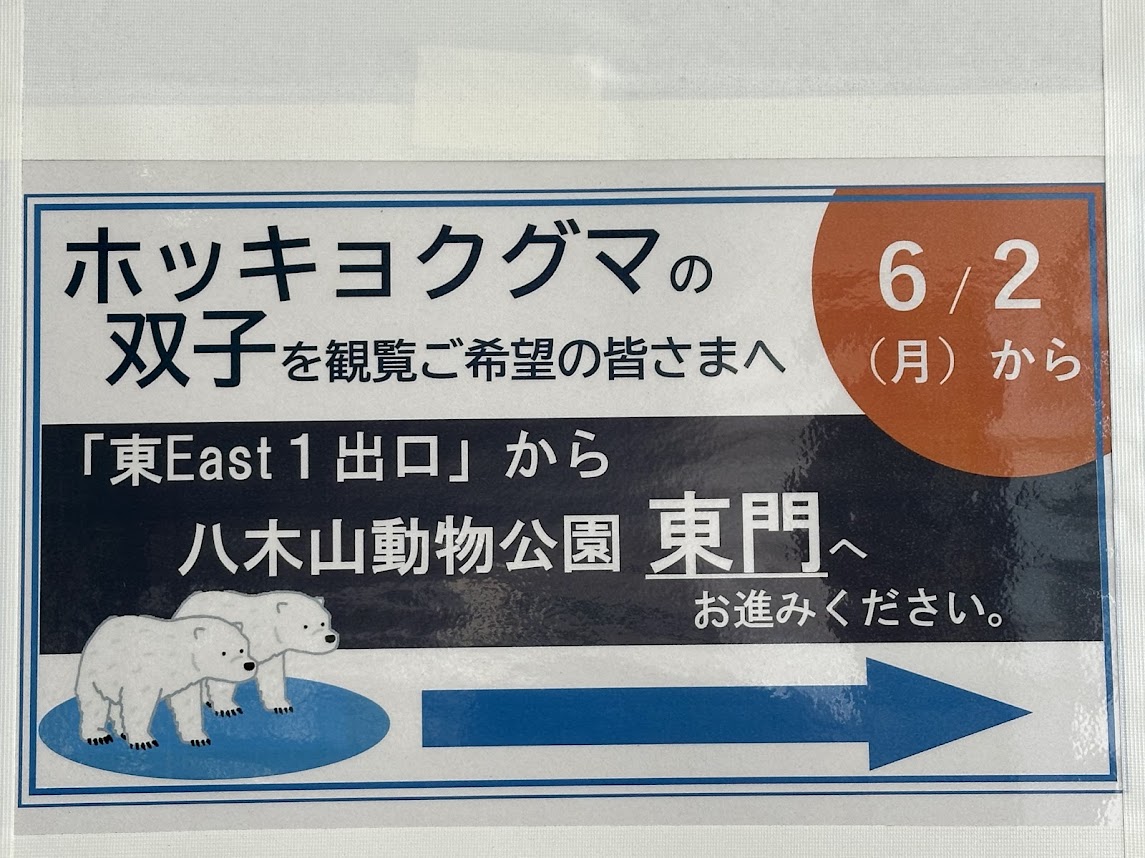 ホッキョクグマの
双子を観覧ご希望の皆さまへ
6/2
（月）から
「東East１出口」から
八木山動物公園 東門へ
お進みください。